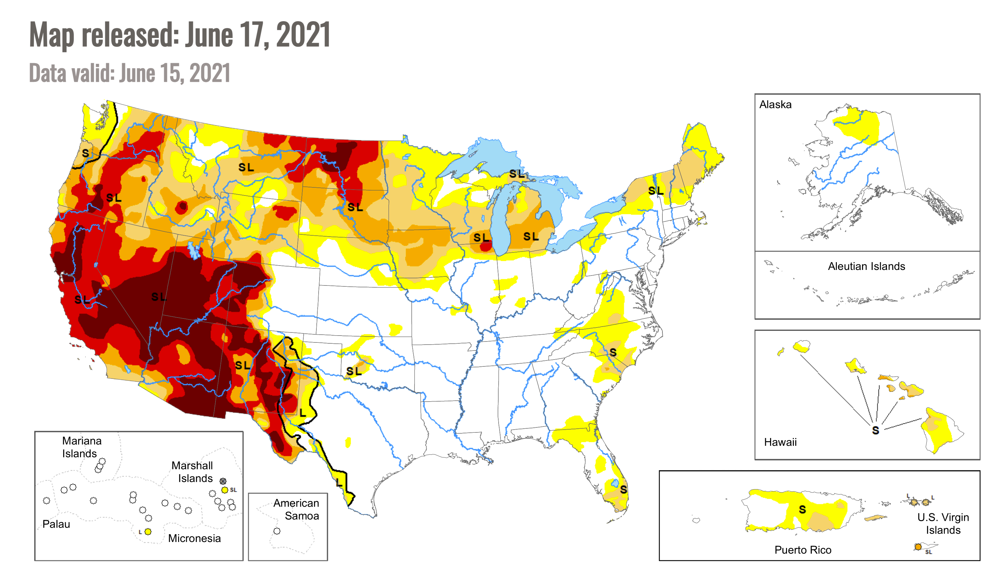 Map released: June 17, 2021
Data valid: June 15, 2021
Alaska
Aleutian Islands
Hawaii
S
S
SL
SL
SL
SL
SL
SL
SL
SL
SL
SL
SL
SL
S
S
L
L
Mariana
Islands
Marshall
Islands
SL
Palau
L
Micronesia
American
Samoa
S
L
L
U.S. Virgin
Islands
Puerto Rico
SL